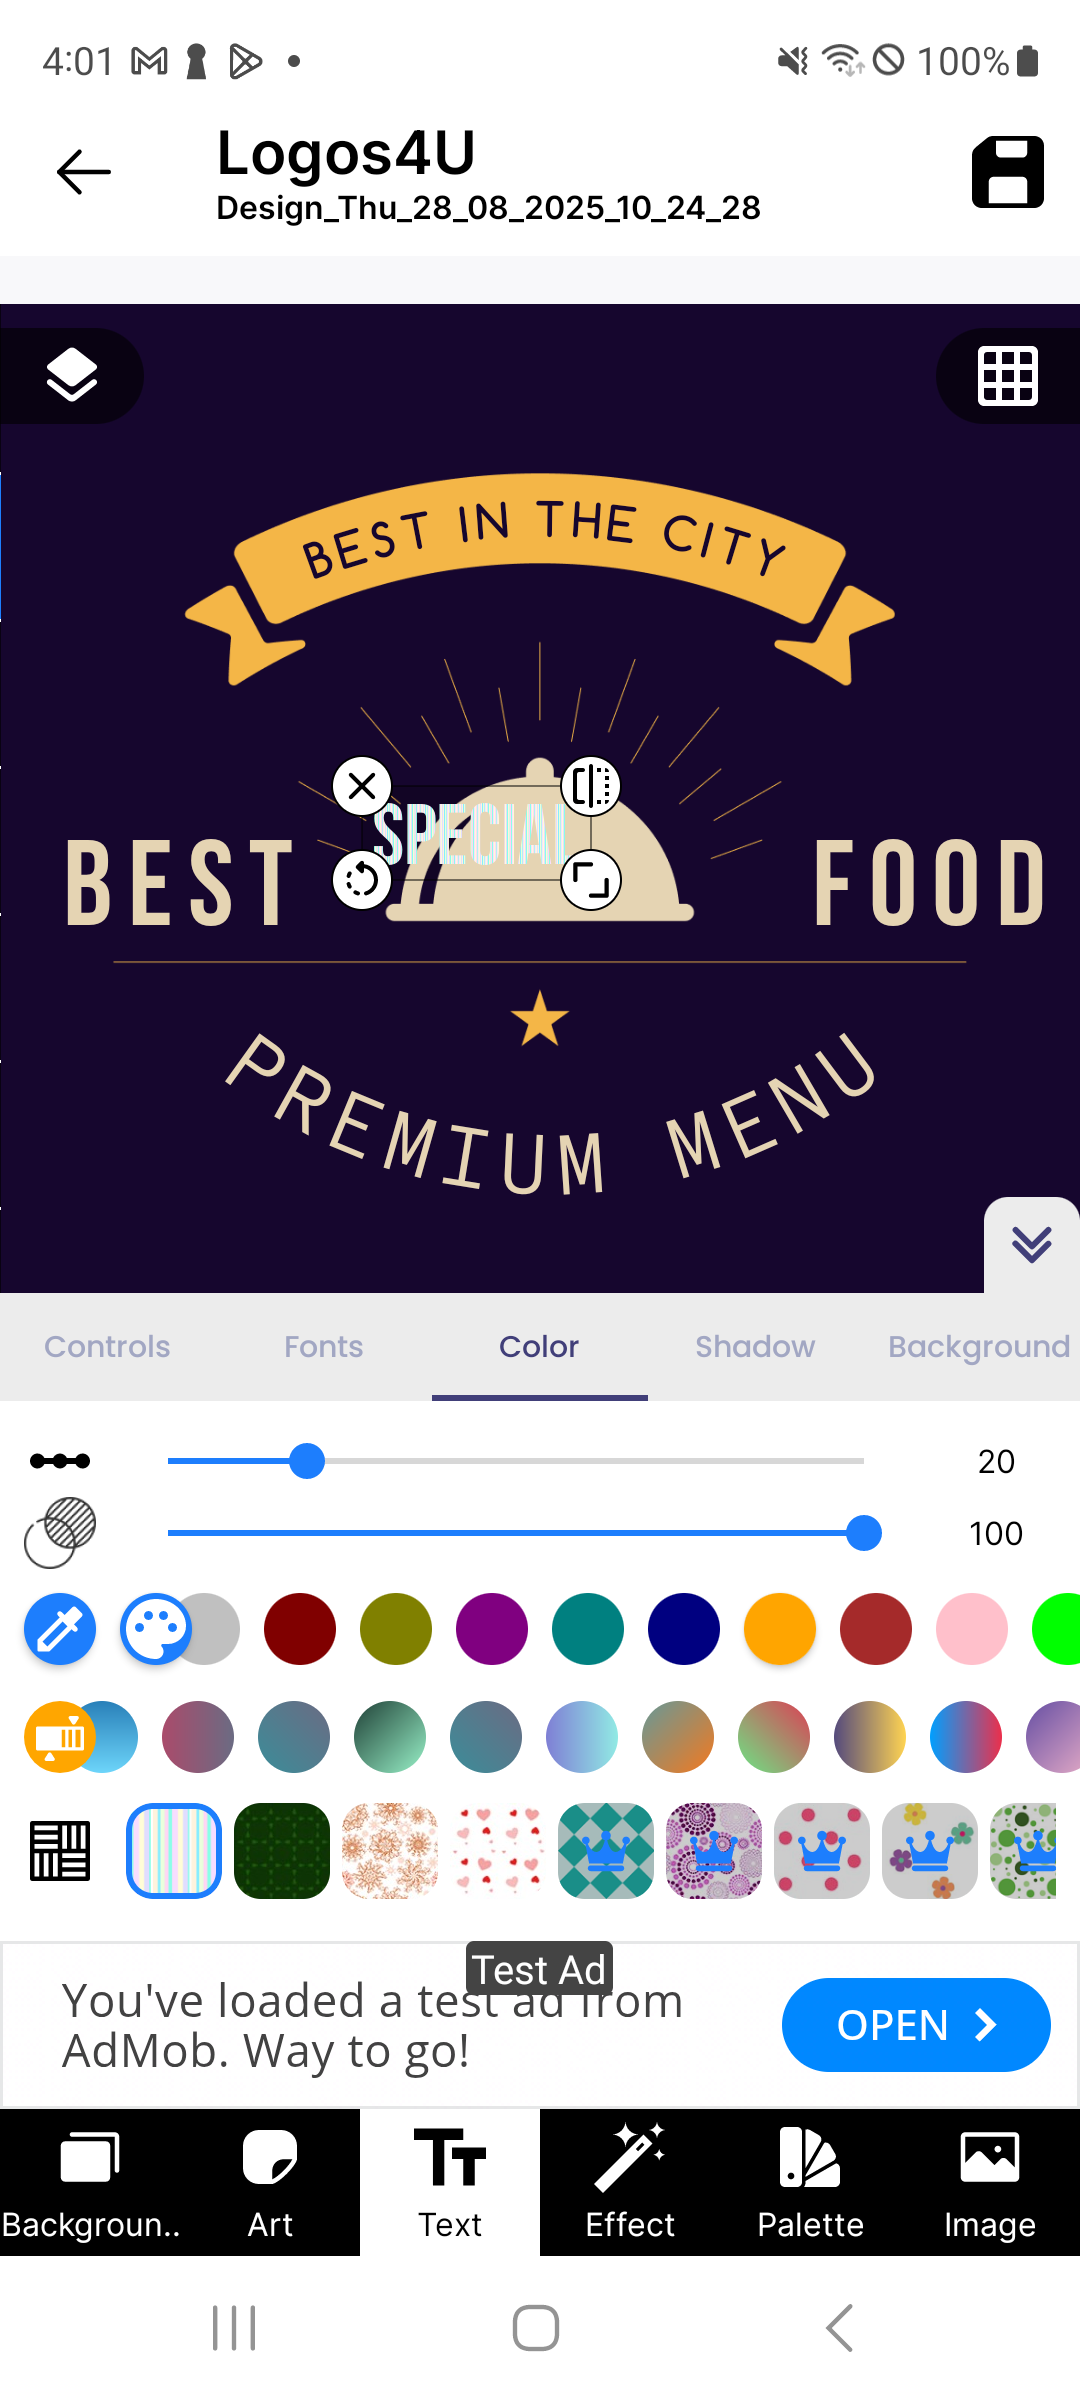 4:01
100%
Logos4U
Design_Thu_28_08_2025_10_24_28
BEST IN THE CITY
SPECIAL
BEST
FOOD
PREMIUM MENU
Controls
Fonts
Color
Shadow
Background
20
100
Test Ad
You've loaded a test ad from
AdMob. Way to go!
OPEN
Backgroun..
Art
Text
Effect
Palette
Image